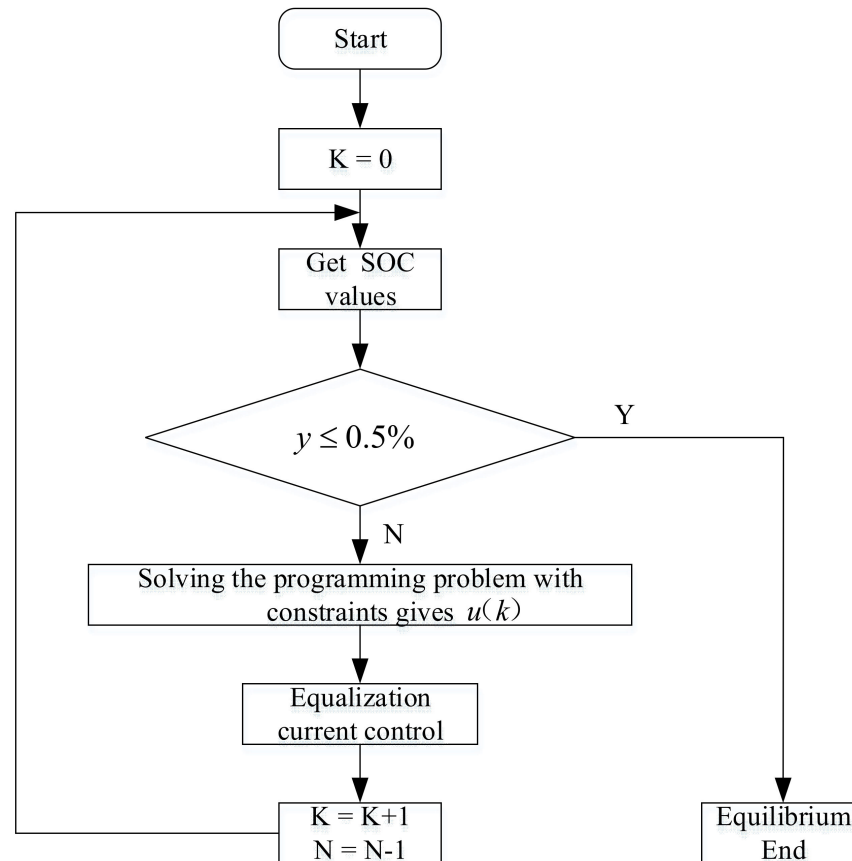 Start
K = 0
Get SOC
values
y ≤ 0.5%
Y
N
Solving the programming problem with
constraints gives u(k)
Equalization
current control
K = K+1
N = N-1
Equilibrium
End